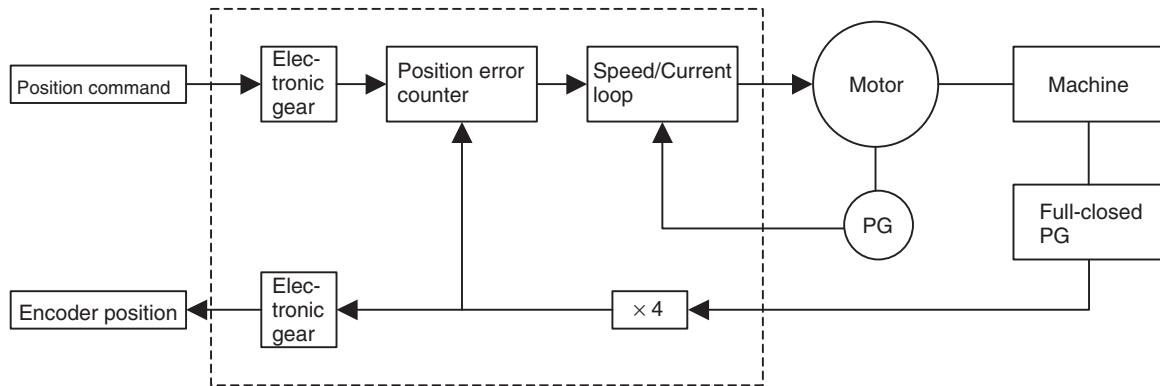 Position command
Elec-
tronic
gear
Position error
counter
Speed/Current
loop
Motor
Machine
PG
Full-closed
PG
Encoder position
Elec-
tronic
gear
× 4